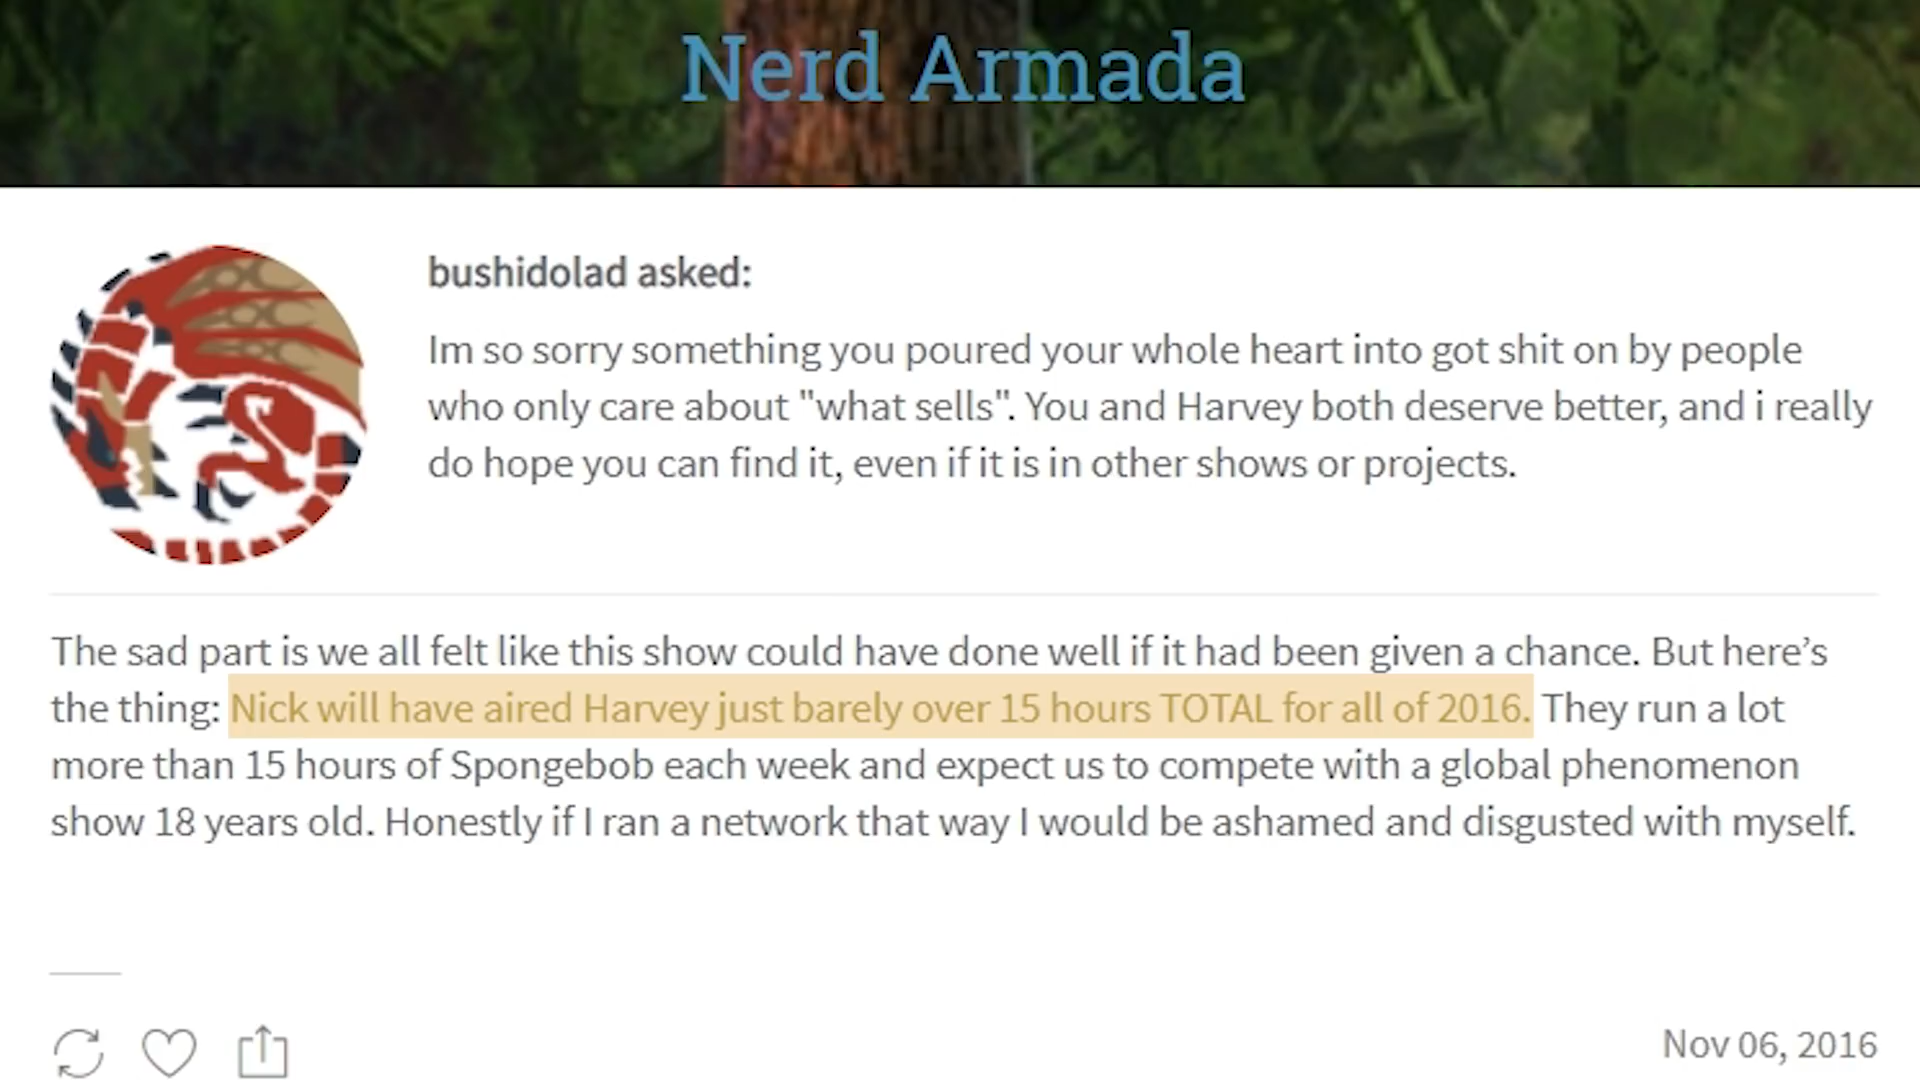 Nerd Armada
bushidolad asked:
Im so sorry something you poured your whole heart into got shit on by people
who only care about "what sells". You and Harvey both deserve better, and i really
do hope you can find it, even if it is in other shows or projects.
The sad part is we all felt like this show could have done well if it had been given a chance. But here’s
the thing: Nick will have aired Harvey just barely over 15 hours TOTAL for all of 2016. They run a lot
more than 15 hours of Spongebob each week and expect us to compete with a global phenomenon
show 18 years old. Honestly if I ran a network that way I would be ashamed and disgusted with myself.
Nov 06, 2016